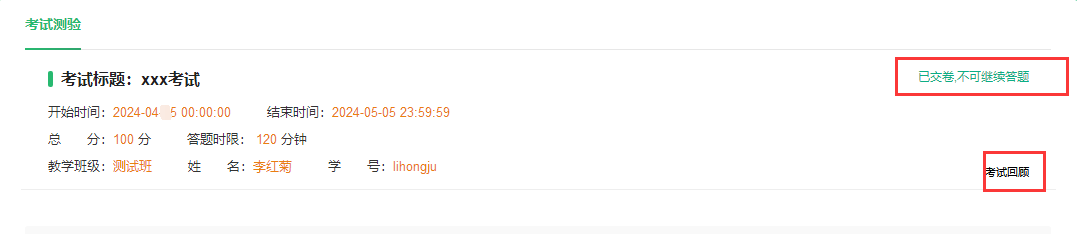 考试测验
考试标题：xxx考试
已交卷,不可继续答题
开始时间：2024-04- 5 00:00:00 结束时间：2024-05-05 23:59:59
总 分：100 分 答题时限： 120 分钟
教学班级：测试班 姓 名：李红菊 学 号：lihongju
考试回顾